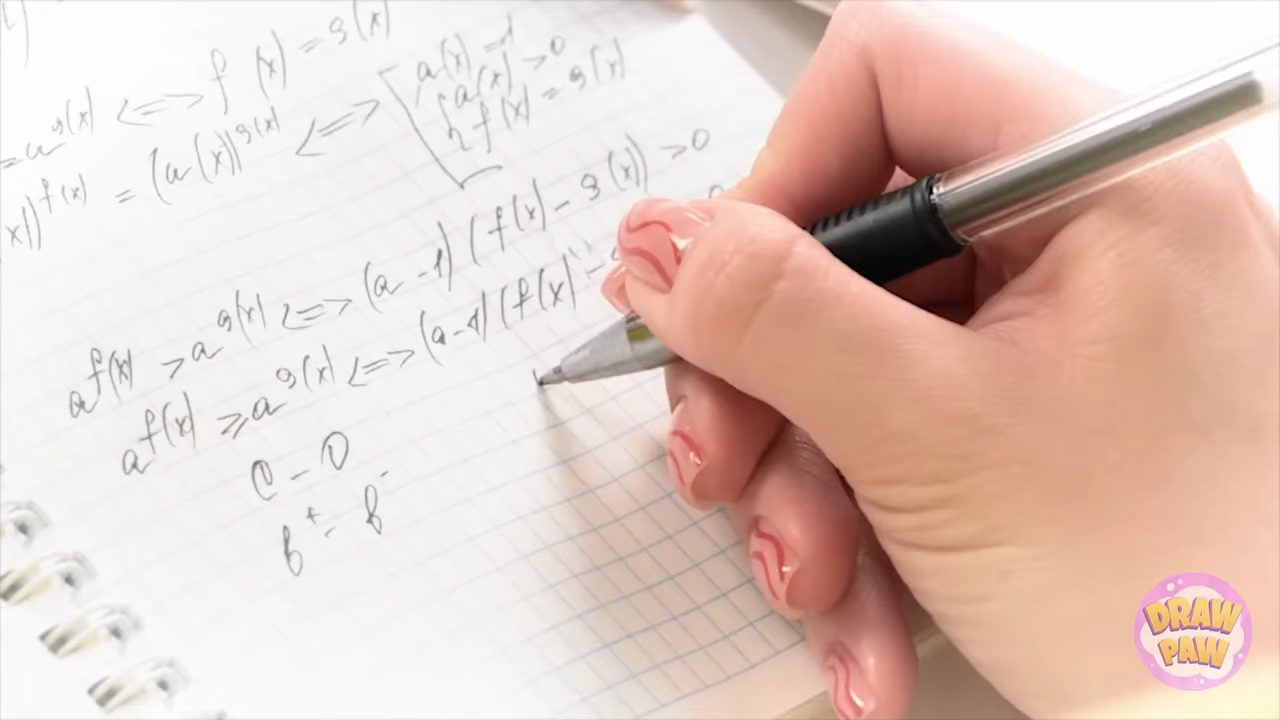 = a^g(x) <=> f(x) = g(x)
x))^f(x) = (a(x))^g(x) <=> [ a(x) = 1
{ a(x) > 0
f(x) = g(x)
a^f(x) > a^g(x) <=> (a - 1)(f(x) - g(x)) > 0
a^f(x) ⩾ a^g(x) <=> (a - 1)(f(x) -
C - D
b^+ - b^-
DRAW
PAW